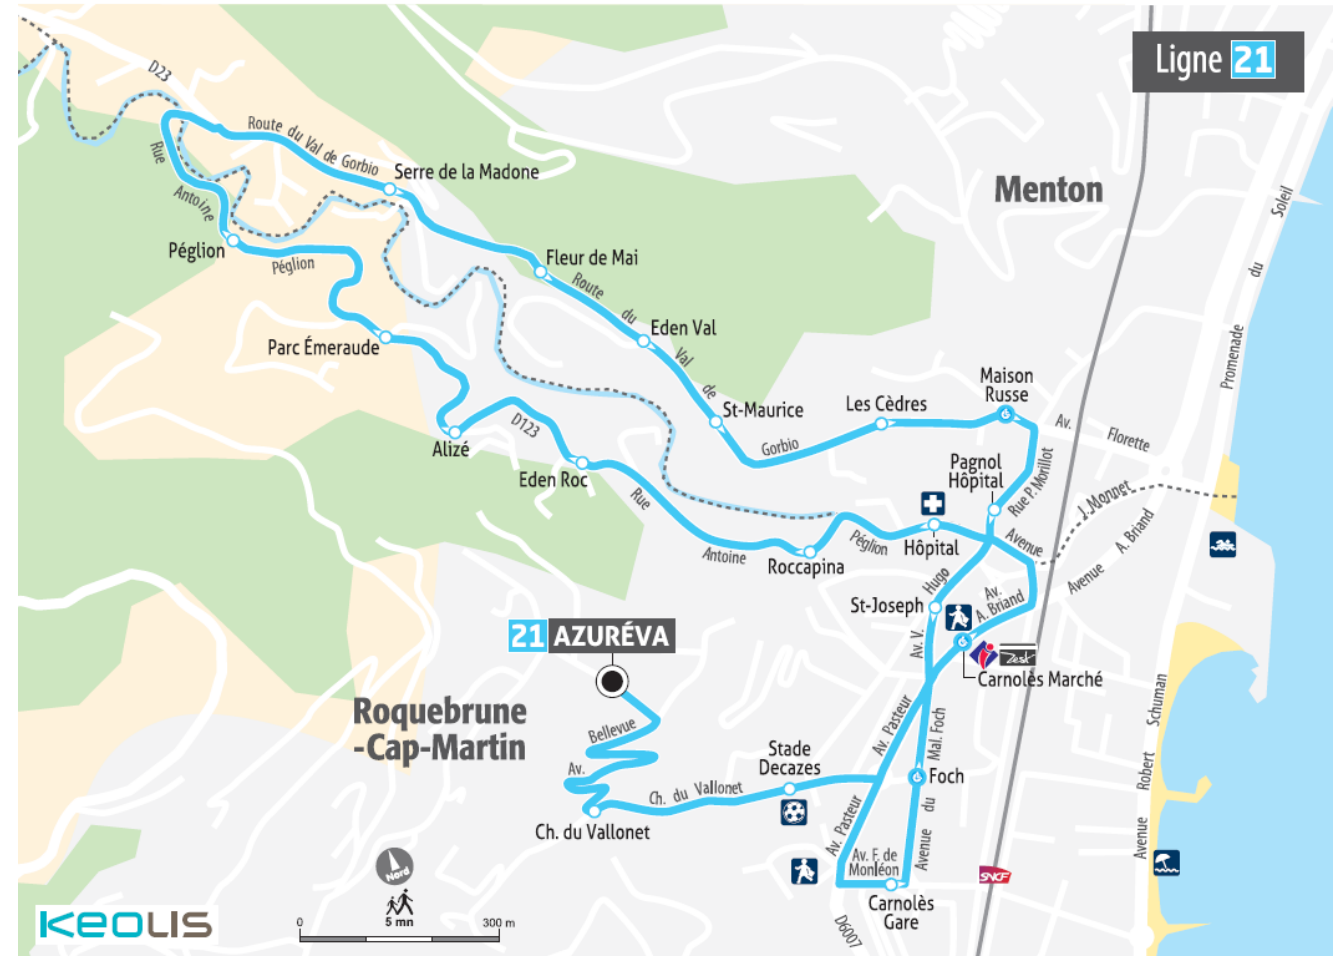 Ligne 21
D23
Route du Val de Gorbio
Serre de la Madone
Menton
Soleil
du
Promenade
Rue
Antoine
Péglion
Péglion
Fleur de Mai
Route
du
Val
de
Gorbio
Eden Val
Parc Émeraude
St-Maurice
Les Cèdres
Maison
Russe
Av.
Florette
Alizé
D123
Eden Roc
Pagnol
Hôpital
Rue P. Morillot
J. Monnet
Avenue
A. Briand
Rue
Antoine
Péglion
Roccapina
Hôpital
Avenue
Hugo
Av. V.
St-Joseph
Av.
A. Briand
21 AZURÉVA
Zest
Carnolès Marché
Roquebrune
-Cap-Martin
Bellevue
Av.
Stade
Decazes
Av. Pasteur
Mal. Foch
du
Avenue
Foch
Schuman
Robert
Avenue
Ch. du Vallonet
Ch. du Vallonet
Av. Pasteur
Av. F. de
Monléon
Carnolès
Gare
SNCF
D6007
Nord
5 mn
0
300 m
KEOLIS